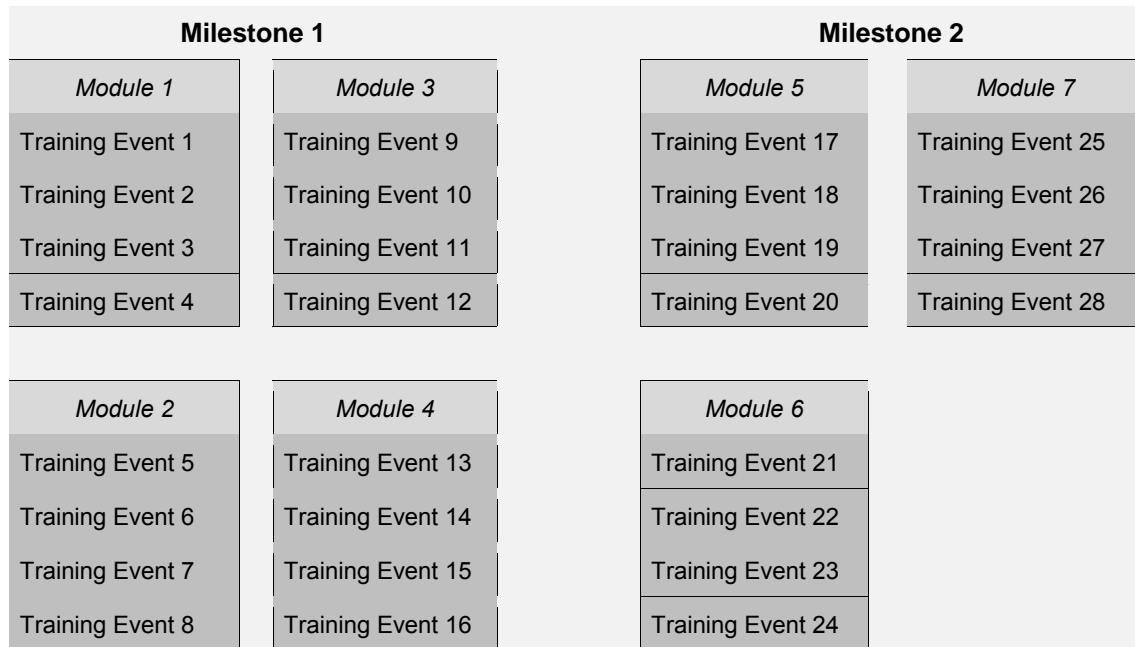 Milestone 1
Milestone 2
Module 1
Training Event 1
Training Event 2
Training Event 3
Training Event 4
Module 3
Training Event 9
Training Event 10
Training Event 11
Training Event 12
Module 5
Training Event 17
Training Event 18
Training Event 19
Training Event 20
Module 7
Training Event 25
Training Event 26
Training Event 27
Training Event 28
Module 2
Training Event 5
Training Event 6
Training Event 7
Training Event 8
Module 4
Training Event 13
Training Event 14
Training Event 15
Training Event 16
Module 6
Training Event 21
Training Event 22
Training Event 23
Training Event 24